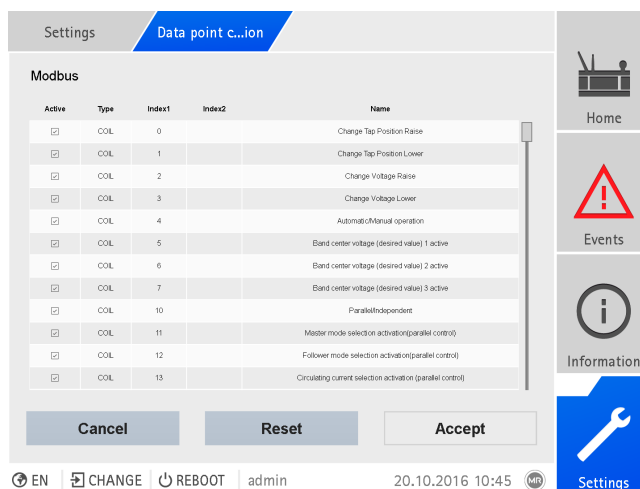 Settings Data point c...ion
Modbus
Active Type Index1 Index2 Name
COIL 0 Change Tap Position Raise
COIL 1 Change Tap Position Lower
COIL 2 Change Voltage Raise
COIL 3 Change Voltage Lower
COIL 4 Automatic/Manual operation
COIL 5 Band center voltage (desired value) 1 active
COIL 6 Band center voltage (desired value) 2 active
COIL 7 Band center voltage (desired value) 3 active
COIL 10 Parallel/Independent
COIL 11 Master mode selection activation(parallel control)
COIL 12 Follower mode selection activation(parallel control)
COIL 13 Circulating current selection activation (parallel control)
Cancel Reset Accept
EN CHANGE REBOOT admin 20.10.2016 10:45 MR
Home
Events
Information
Settings